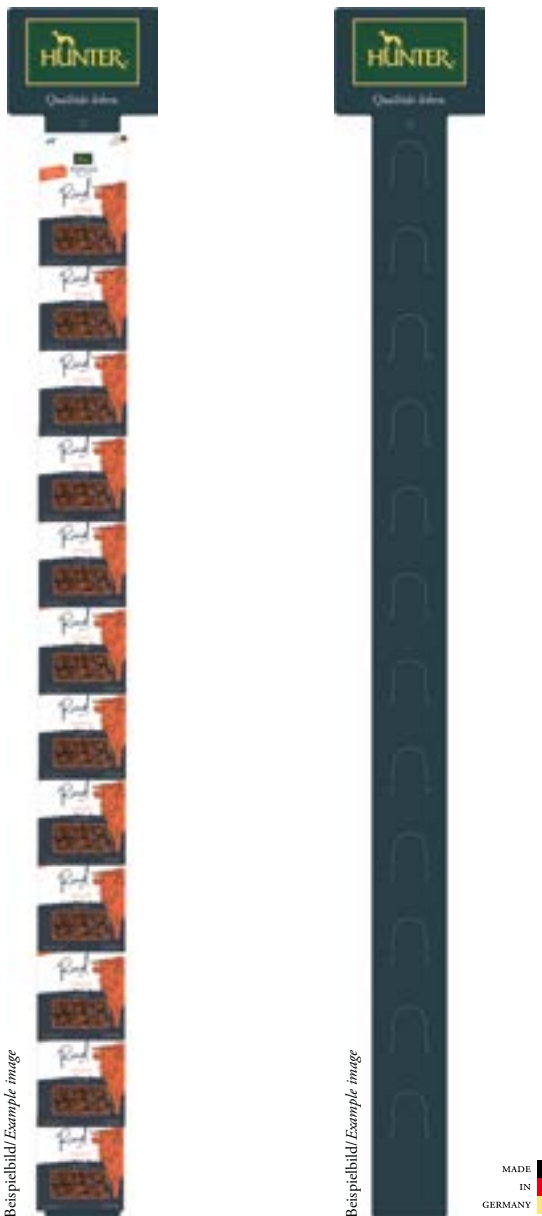 HUNTER
Qualität leben
Rind
Rind
Rind
Rind
Rind
Rind
Rind
Rind
Rind
Rind
Rind
Rind
Beispielbild/Example image
HUNTER
Qualität leben
Beispielbild/Example image
MADE
IN
GERMANY